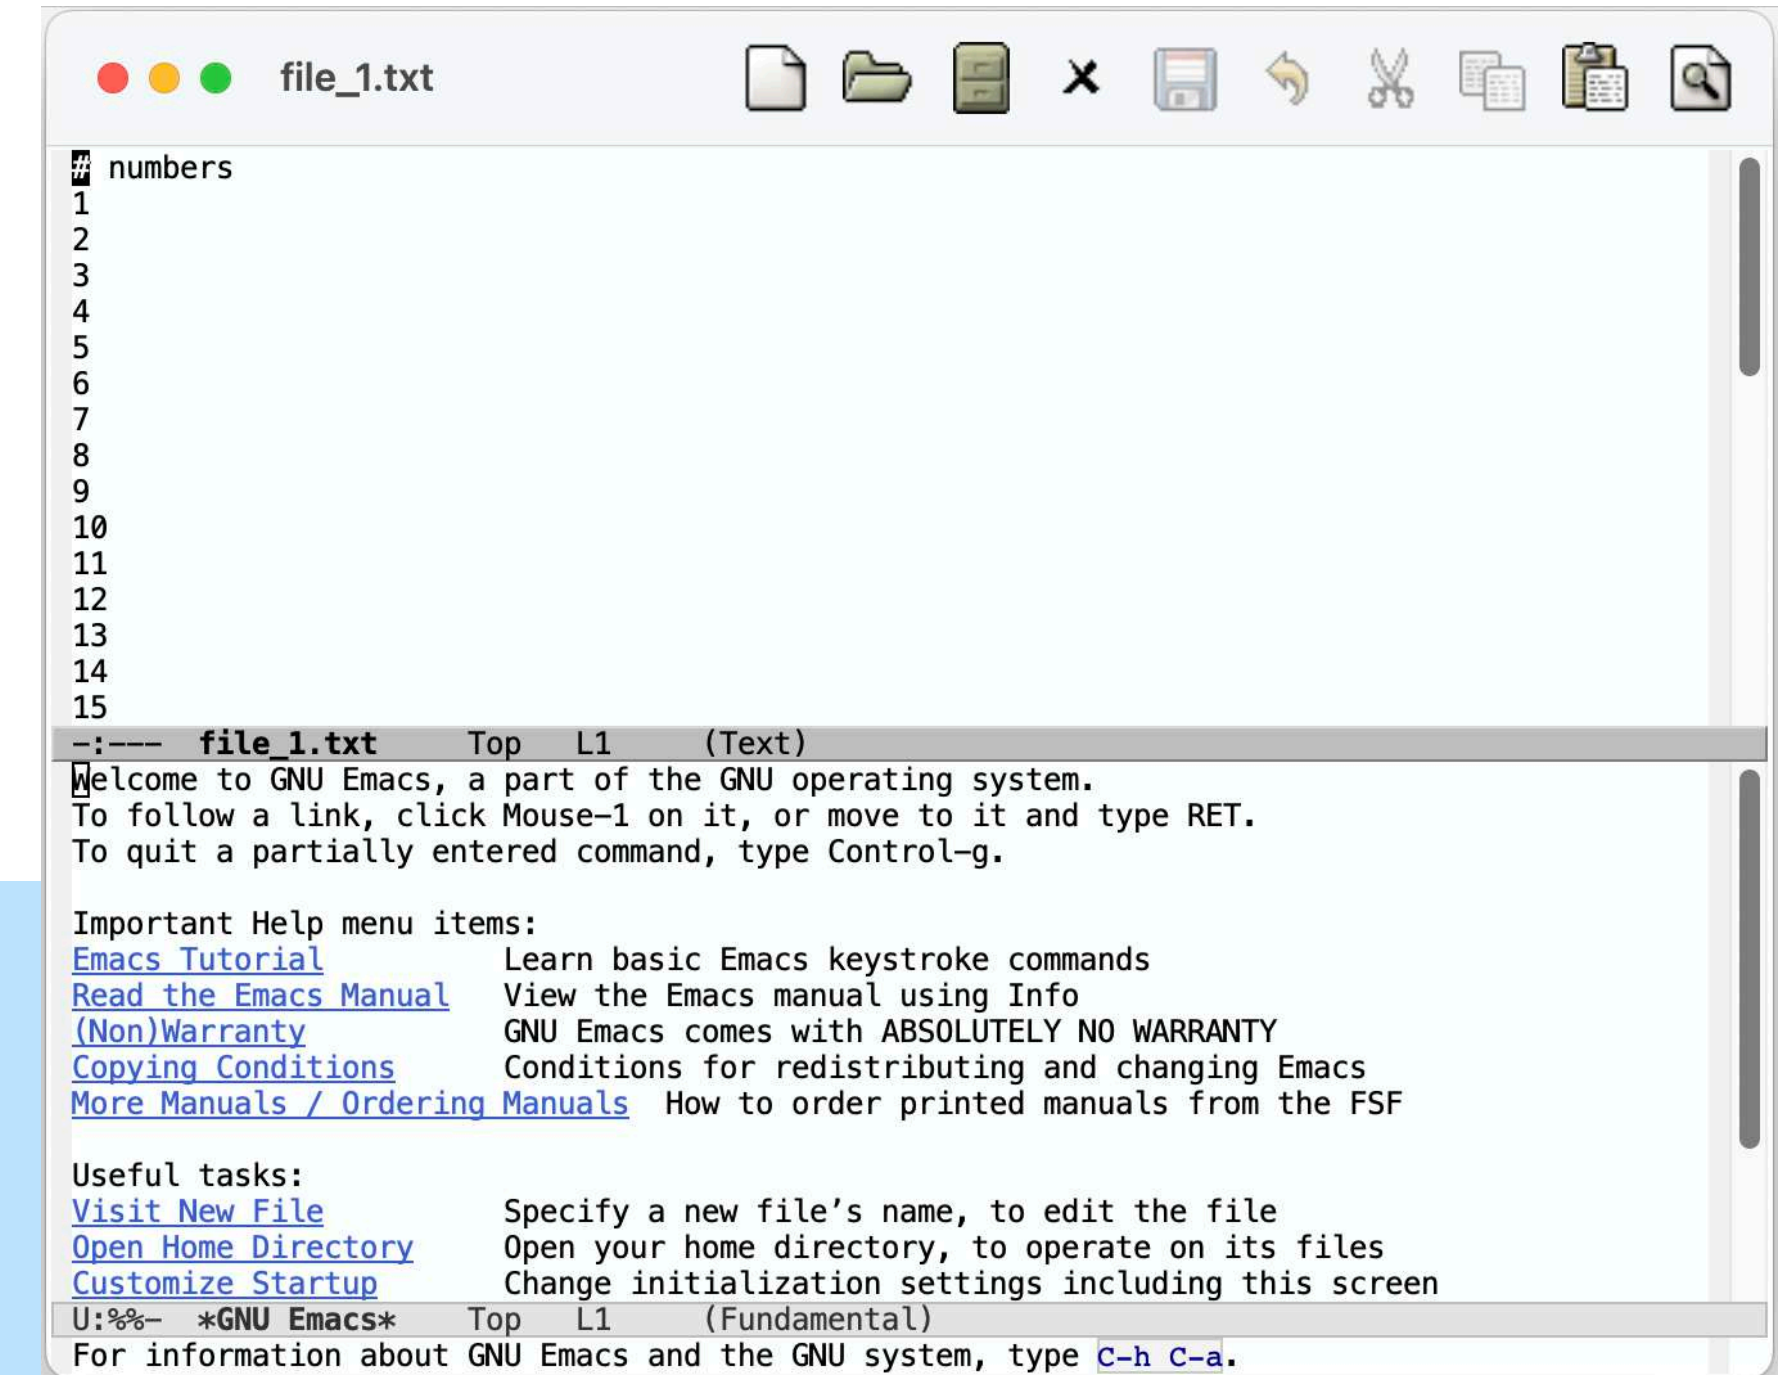 file_1.txt
# numbers
1
2
3
4
5
6
7
8
9
10
11
12
13
14
15
-:---  file_1.txt     Top   L1     (Text)
Welcome to GNU Emacs, a part of the GNU operating system.
To follow a link, click Mouse-1 on it, or move to it and type RET.
To quit a partially entered command, type Control-g.

Important Help menu items:
Emacs Tutorial          Learn basic Emacs keystroke commands
Read the Emacs Manual   View the Emacs manual using Info
(Non)Warranty           GNU Emacs comes with ABSOLUTELY NO WARRANTY
Copying Conditions      Conditions for redistributing and changing Emacs
More Manuals / Ordering Manuals  How to order printed manuals from the FSF

Useful tasks:
Visit New File          Specify a new file’s name, to edit the file
Open Home Directory     Open your home directory, to operate on its files
Customize Startup       Change initialization settings including this screen
U:%%-  *GNU Emacs*    Top   L1     (Fundamental)
For information about GNU Emacs and the GNU system, type C-h C-a.